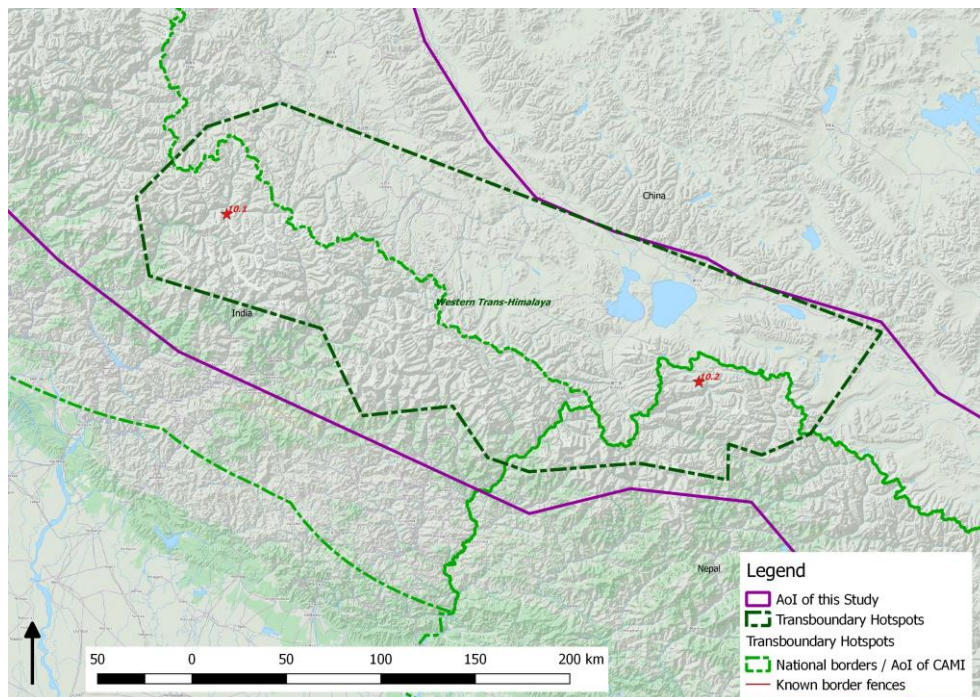 China
10.1
Western Trans-Himalaya
India
10.2
Nepal
Legend
AoI of this Study
Transboundary Hotspots
Transboundary Hotspots
National borders / AoI of CAMI
Known border fences
50 0 50 100 150 200 km